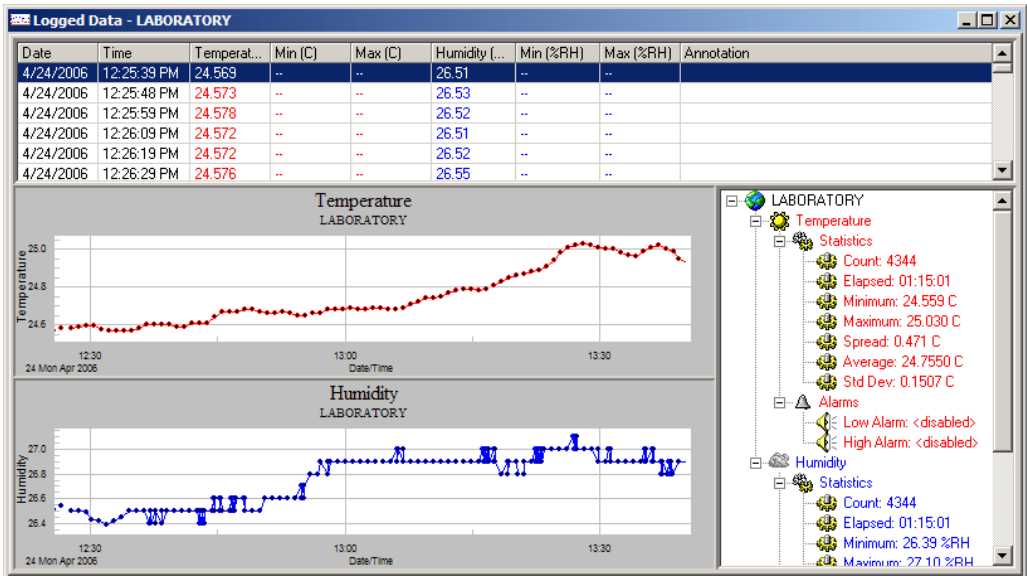 Logged Data - LABORATORY
Date Time Temperat... Min (C) Max (C) Humidity (... Min (%RH) Max (%RH) Annotation
4/24/2006 12:25:39 PM 24.569 -- -- 26.51 -- --
4/24/2006 12:25:48 PM 24.573 -- -- 26.53 -- --
4/24/2006 12:25:59 PM 24.578 -- -- 26.52 -- --
4/24/2006 12:26:09 PM 24.572 -- -- 26.51 -- --
4/24/2006 12:26:19 PM 24.572 -- -- 26.52 -- --
4/24/2006 12:26:29 PM 24.576 -- -- 26.55 -- --
Temperature
LABORATORY
Temperature
25.0
24.8
24.6
12:30 13:00 13:30
24 Mon Apr 2006 Date/Time
Humidity
LABORATORY
Humidity
27.0
26.8
26.6
26.4
12:30 13:00 13:30
24 Mon Apr 2006 Date/Time
LABORATORY
Temperature
Statistics
Count: 4344
Elapsed: 01:15:01
Minimum: 24.559 C
Maximum: 25.030 C
Spread: 0.471 C
Average: 24.7550 C
Std Dev: 0.1507 C
Alarms
Low Alarm: <disabled>
High Alarm: <disabled>
Humidity
Statistics
Count: 4344
Elapsed: 01:15:01
Minimum: 26.39 %RH
Maximum: 27.10 %RH